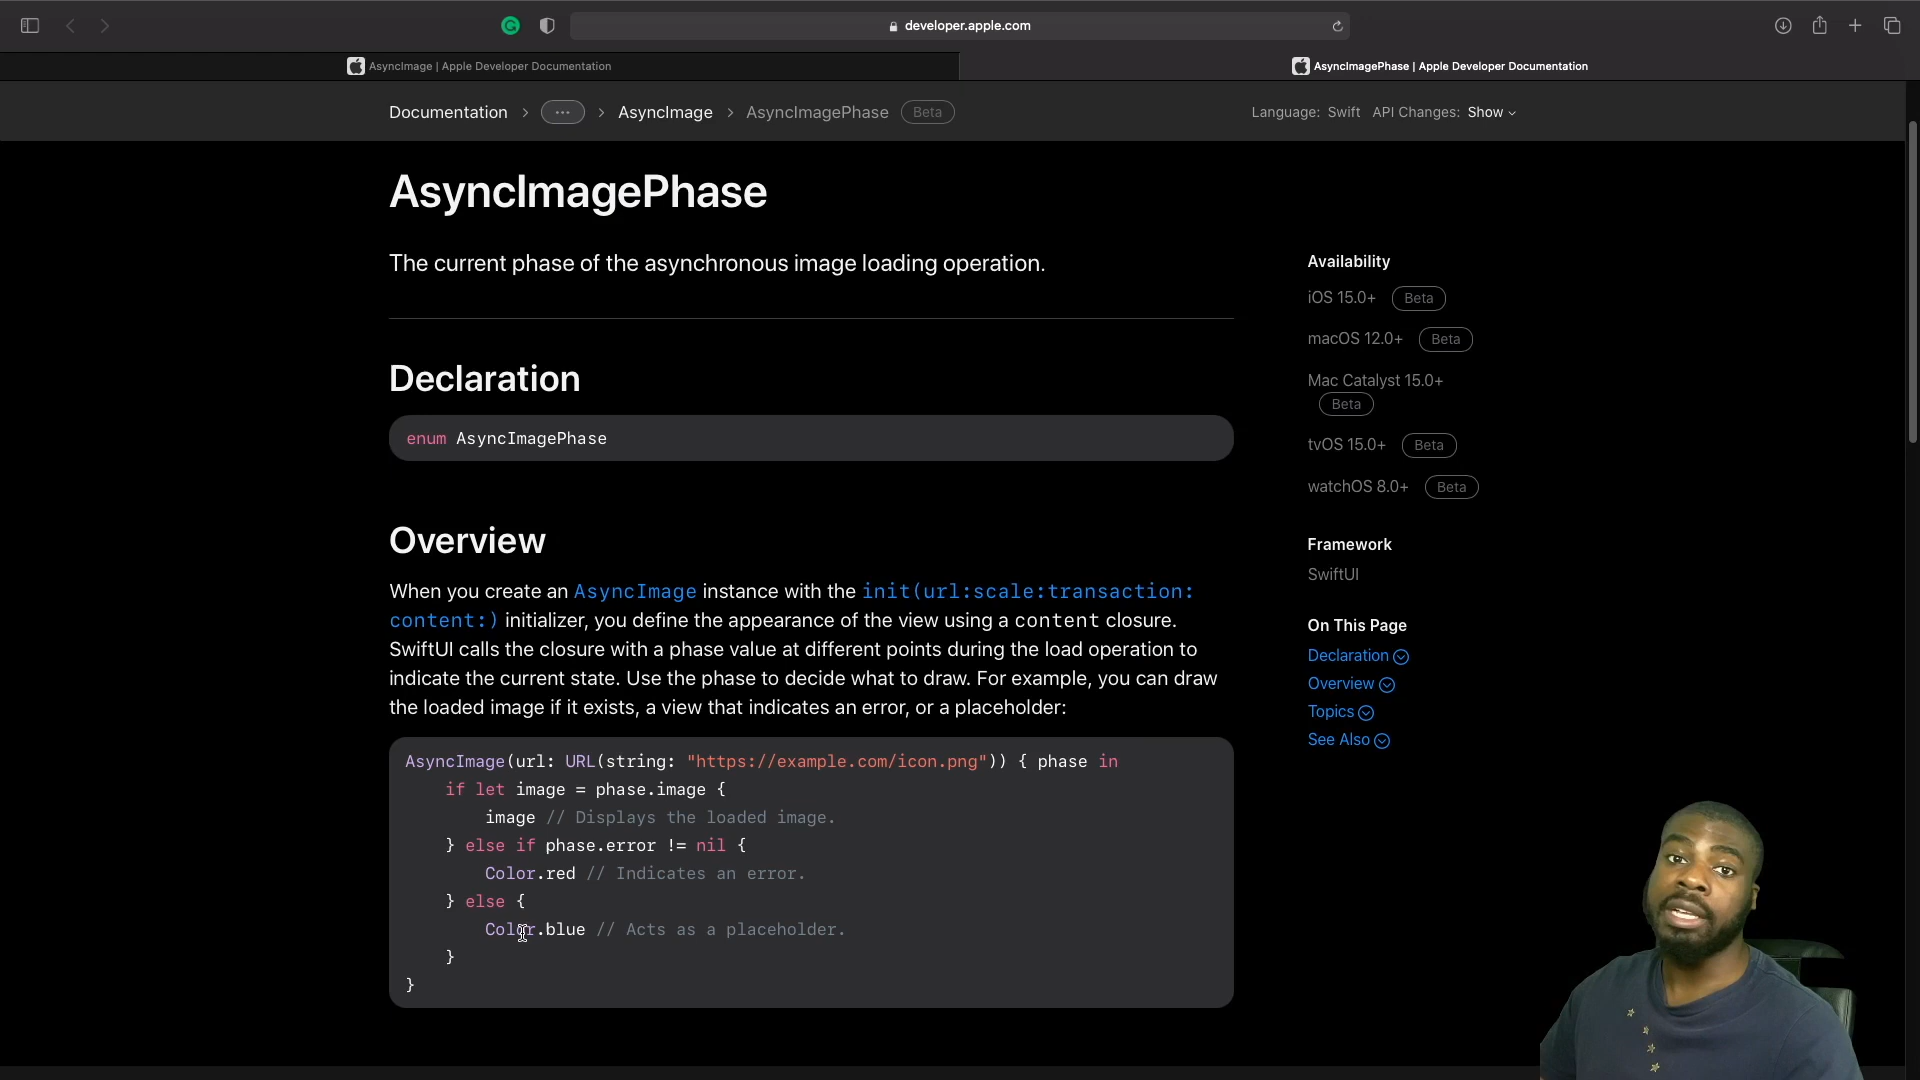 developer.apple.com
AsyncImage | Apple Developer Documentation
AsyncImagePhase | Apple Developer Documentation
Documentation > ... > AsyncImage > AsyncImagePhase Beta
Language: Swift API Changes: Show
AsyncImagePhase
The current phase of the asynchronous image loading operation.
Declaration
enum AsyncImagePhase
Overview
When you create an AsyncImage instance with the init(url:scale:transaction:
content:) initializer, you define the appearance of the view using a content closure.
SwiftUI calls the closure with a phase value at different points during the load operation to
indicate the current state. Use the phase to decide what to draw. For example, you can draw
the loaded image if it exists, a view that indicates an error, or a placeholder:
AsyncImage(url: URL(string: "https://example.com/icon.png")) { phase in
if let image = phase.image {
image // Displays the loaded image.
} else if phase.error != nil {
Color.red // Indicates an error.
} else {
Color.blue // Acts as a placeholder.
}
}
Availability
iOS 15.0+ Beta
macOS 12.0+ Beta
Mac Catalyst 15.0+
Beta
tvOS 15.0+ Beta
watchOS 8.0+ Beta
Framework
SwiftUI
On This Page
Declaration
Overview
Topics
See Also